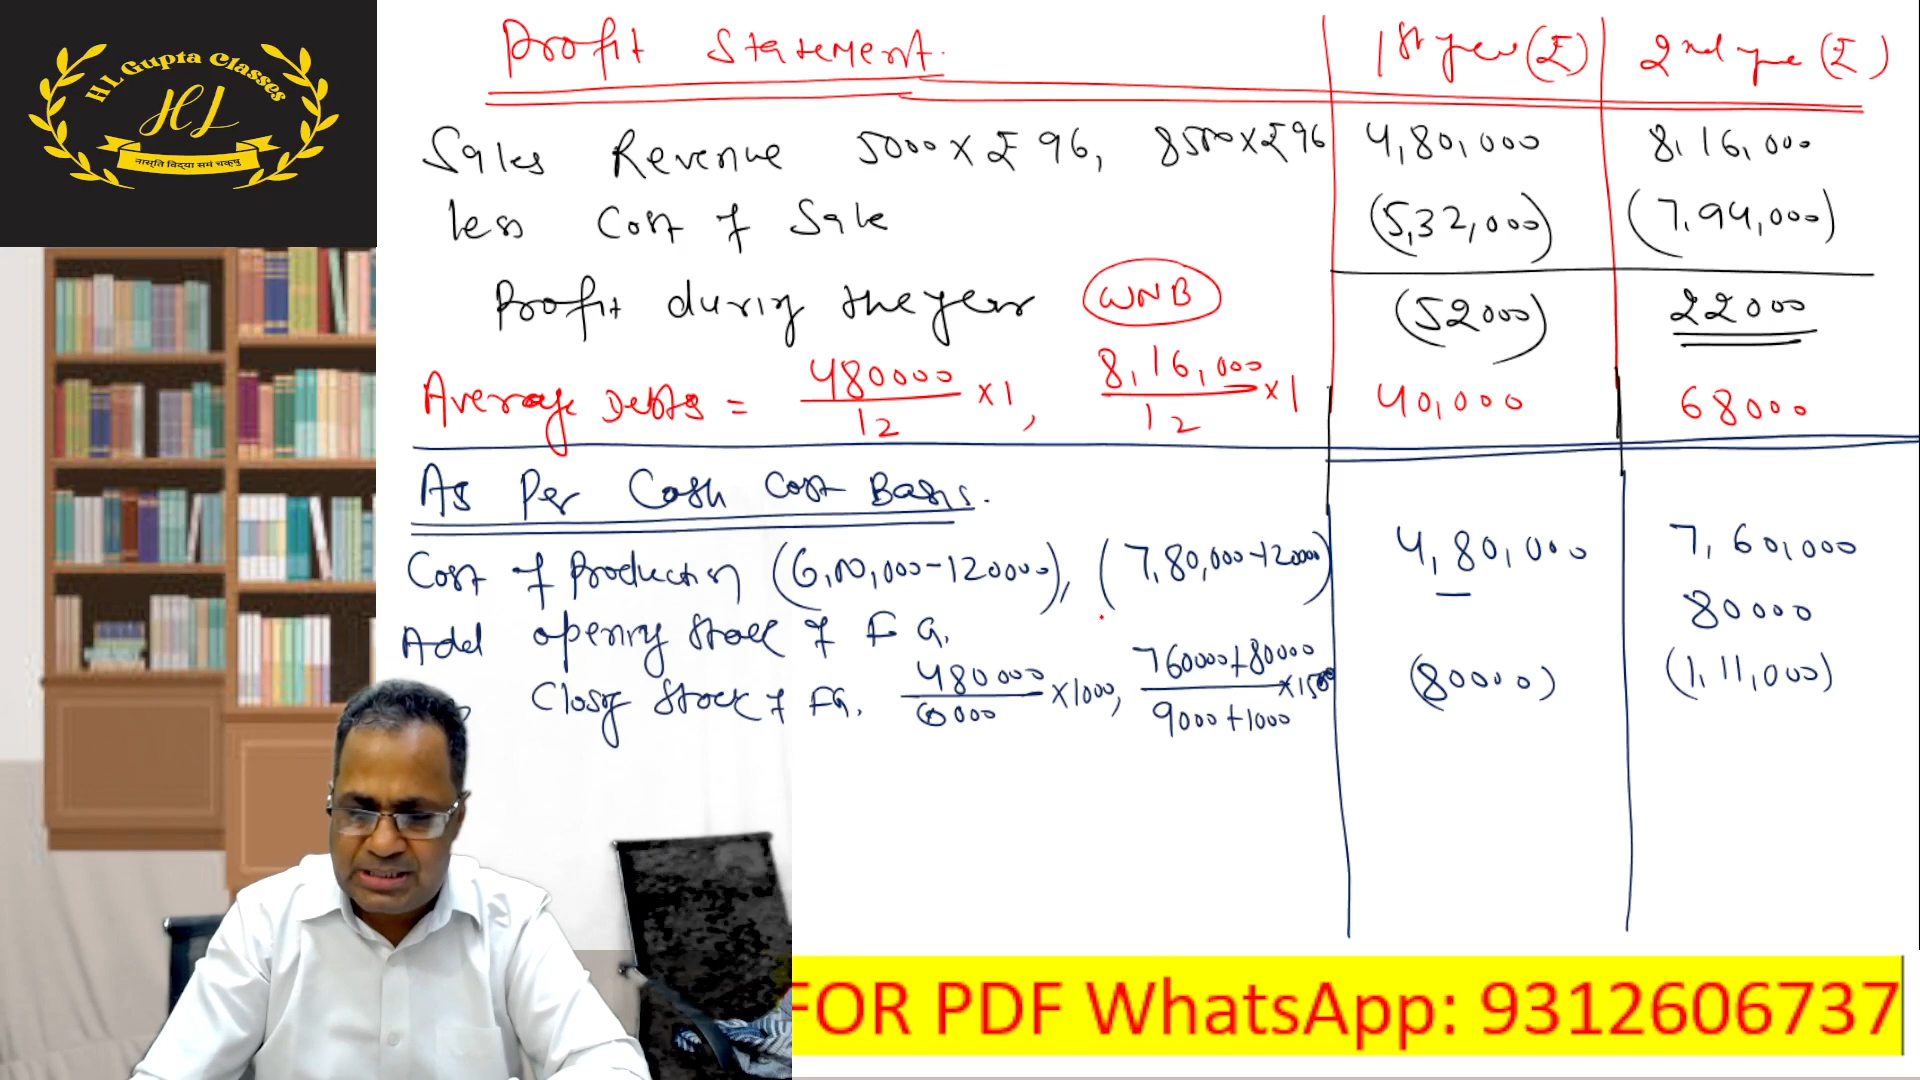 HL Gupta Classes
HL
नास्ति विद्या समं चक्षु
Profit Statement. 1st year (₹) 2nd year (₹)
Sales Revenue 5000 x ₹ 96, 8500 x ₹ 96 4,80,000 8,16,000
less Cost of Sale (5,32,000) (7,94,000)
Profit during the year WNB (52000) 22000
Average Debts = 480000/12 x 1, 8,16,000/12 x 1 40,000 68000
As Per Cash Cost Basis.
Cost of Production (6,00,000-120000), (7,80,000-120000) 4,80,000 7,60,000
Add opening Stock of F G. 80000
Closing Stock of FG. 480000/6000 x 1000, 760000+80000/9000+1000 x 1500 (80000) (1,11,000)
FOR PDF WhatsApp: 9312606737